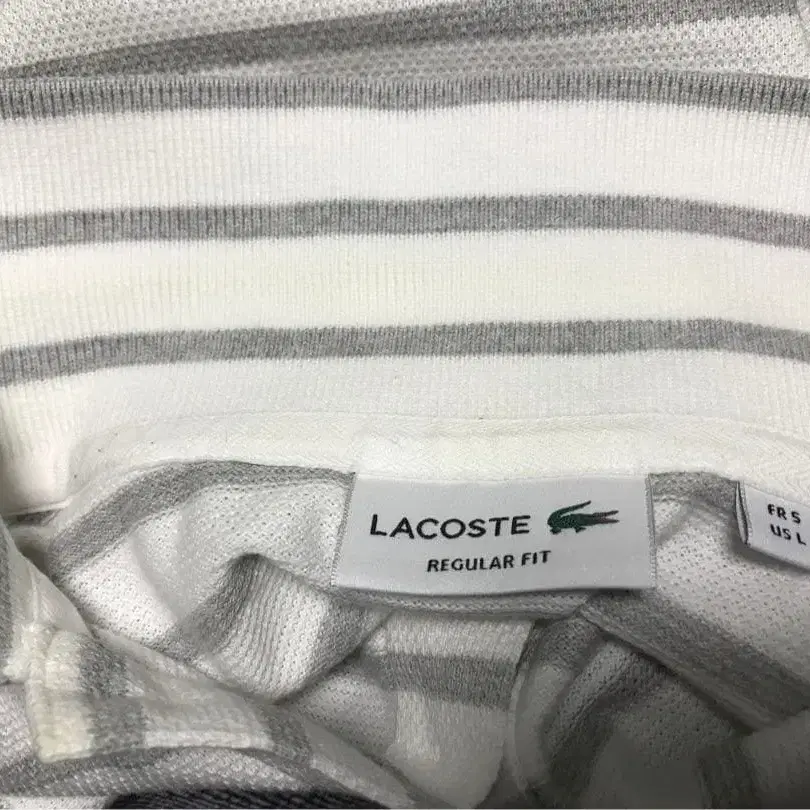 LACOSTE
REGULAR FIT
FR 5
US L